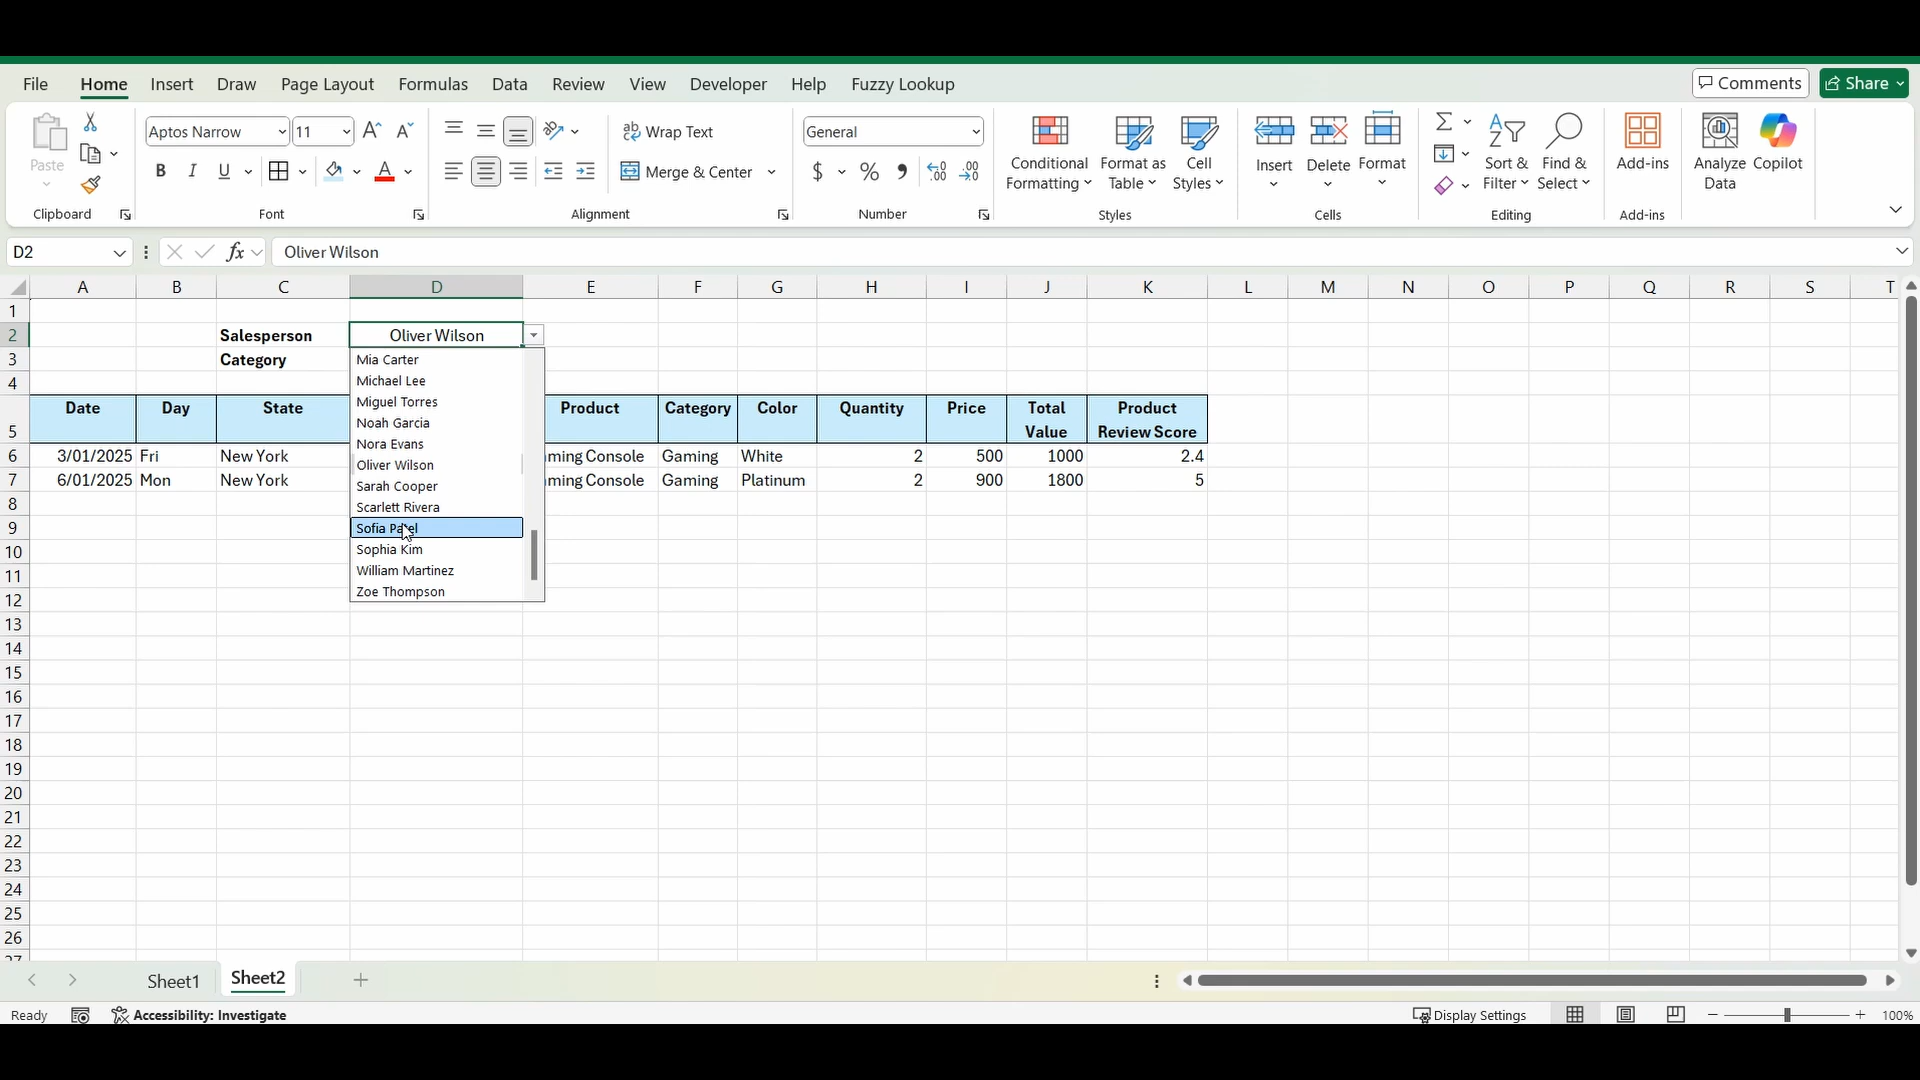 File Home Insert Draw Page Layout Formulas Data Review View Developer Help Fuzzy Lookup Comments Share
Aptos Narrow 11 Wrap Text General
Paste B I U Merge & Center $ % Conditional Formatting Format as Table Cell Styles Insert Delete Format Sort & Filter Find & Select Add-ins Analyze Data Copilot
Clipboard Font Alignment Number Styles Cells Editing Add-ins
D2 fx Oliver Wilson
A B C D E F G H I J K L M N O P Q R S T
1
2 Salesperson Oliver Wilson
3 Category Mia Carter
4 Michael Lee
Miguel Torres
Date Day State Product Category Color Quantity Price Total Product
5 Noah Garcia Value Review Score
Nora Evans
6 3/01/2025 Fri New York ming Console Gaming White 2 500 1000 2.4
Oliver Wilson
7 6/01/2025 Mon New York ming Console Gaming Platinum 2 900 1800 5
Sarah Cooper
8 Scarlett Rivera
9 Sofia Patel
10 Sophia Kim
11 William Martinez
12 Zoe Thompson
13
14
15
16
17
18
19
20
21
22
23
24
25
26
27
Sheet1 Sheet2
Ready Accessibility: Investigate Display Settings 100%